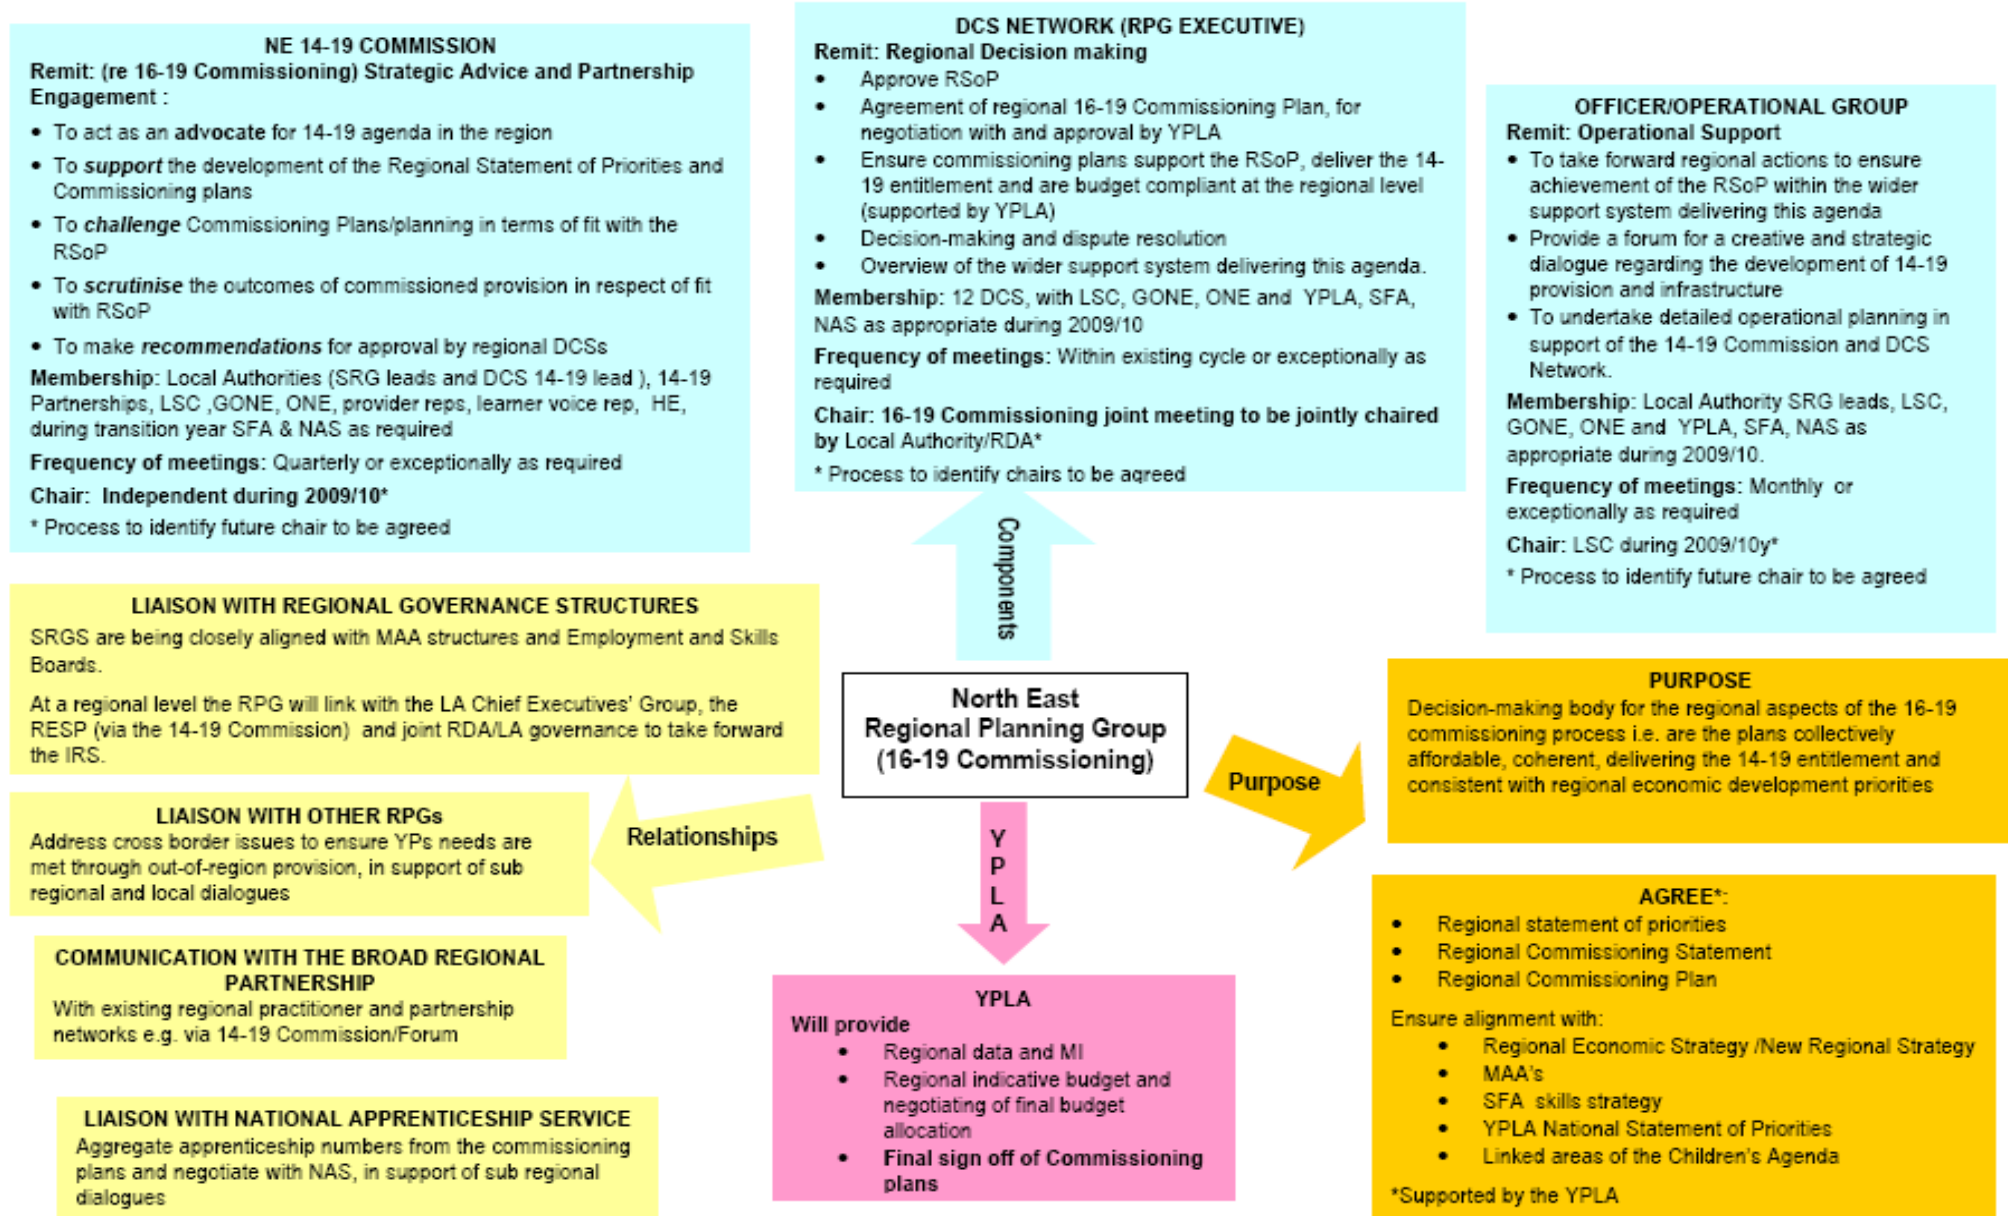 NE 14-19 COMMISSION
Remit: (re 16-19 Commissioning) Strategic Advice and Partnership
Engagement :
• To act as an advocate for 14-19 agenda in the region
• To support the development of the Regional Statement of Priorities and
Commissioning plans
• To challenge Commissioning Plans/planning in terms of fit with the
RSoP
• To scrutinise the outcomes of commissioned provision in respect of fit
with RSoP
• To make recommendations for approval by regional DCSs
Membership: Local Authorities (SRG leads and DCS 14-19 lead ), 14-19
Partnerships, LSC ,GONE, ONE, provider reps, learner voice rep, HE,
during transition year SFA & NAS as required
Frequency of meetings: Quarterly or exceptionally as required
Chair: Independent during 2009/10*
* Process to identify future chair to be agreed
DCS NETWORK (RPG EXECUTIVE)
Remit: Regional Decision making
• Approve RSoP
• Agreement of regional 16-19 Commissioning Plan, for
negotiation with and approval by YPLA
• Ensure commissioning plans support the RSoP, deliver the 14-
19 entitlement and are budget compliant at the regional level
(supported by YPLA)
• Decision-making and dispute resolution
• Overview of the wider support system delivering this agenda.
Membership: 12 DCS, with LSC, GONE, ONE and YPLA, SFA,
NAS as appropriate during 2009/10
Frequency of meetings: Within existing cycle or exceptionally as
required
Chair: 16-19 Commissioning joint meeting to be jointly chaired
by Local Authority/RDA*
* Process to identify chairs to be agreed
OFFICER/OPERATIONAL GROUP
Remit: Operational Support
• To take forward regional actions to ensure
achievement of the RSoP within the wider
support system delivering this agenda
• Provide a forum for a creative and strategic
dialogue regarding the development of 14-19
provision and infrastructure
• To undertake detailed operational planning in
support of the 14-19 Commission and DCS
Network.
Membership: Local Authority SRG leads, LSC,
GONE, ONE and YPLA, SFA, NAS as
appropriate during 2009/10.
Frequency of meetings: Monthly or
exceptionally as required
Chair: LSC during 2009/10y*
* Process to identify future chair to be agreed
Components
LIAISON WITH REGIONAL GOVERNANCE STRUCTURES
SRGS are being closely aligned with MAA structures and Employment and Skills
Boards.
At a regional level the RPG will link with the LA Chief Executives' Group, the
RESP (via the 14-19 Commission) and joint RDA/LA governance to take forward
the IRS.
North East
Regional Planning Group
(16-19 Commissioning)
PURPOSE
Decision-making body for the regional aspects of the 16-19
commissioning process i.e. are the plans collectively
affordable, coherent, delivering the 14-19 entitlement and
consistent with regional economic development priorities
Purpose
Relationships
LIAISON WITH OTHER RPGs
Address cross border issues to ensure YPs needs are
met through out-of-region provision, in support of sub
regional and local dialogues
Y
P
L
A
COMMUNICATION WITH THE BROAD REGIONAL
PARTNERSHIP
With existing regional practitioner and partnership
networks e.g. via 14-19 Commission/Forum
LIAISON WITH NATIONAL APPRENTICESHIP SERVICE
Aggregate apprenticeship numbers from the commissioning
plans and negotiate with NAS, in support of sub regional
dialogues
YPLA
Will provide
• Regional data and MI
• Regional indicative budget and
negotiating of final budget
allocation
• Final sign off of Commissioning
plans
AGREE*:
• Regional statement of priorities
• Regional Commissioning Statement
• Regional Commissioning Plan
Ensure alignment with:
• Regional Economic Strategy /New Regional Strategy
• MAA's
• SFA skills strategy
• YPLA National Statement of Priorities
• Linked areas of the Children's Agenda
*Supported by the YPLA